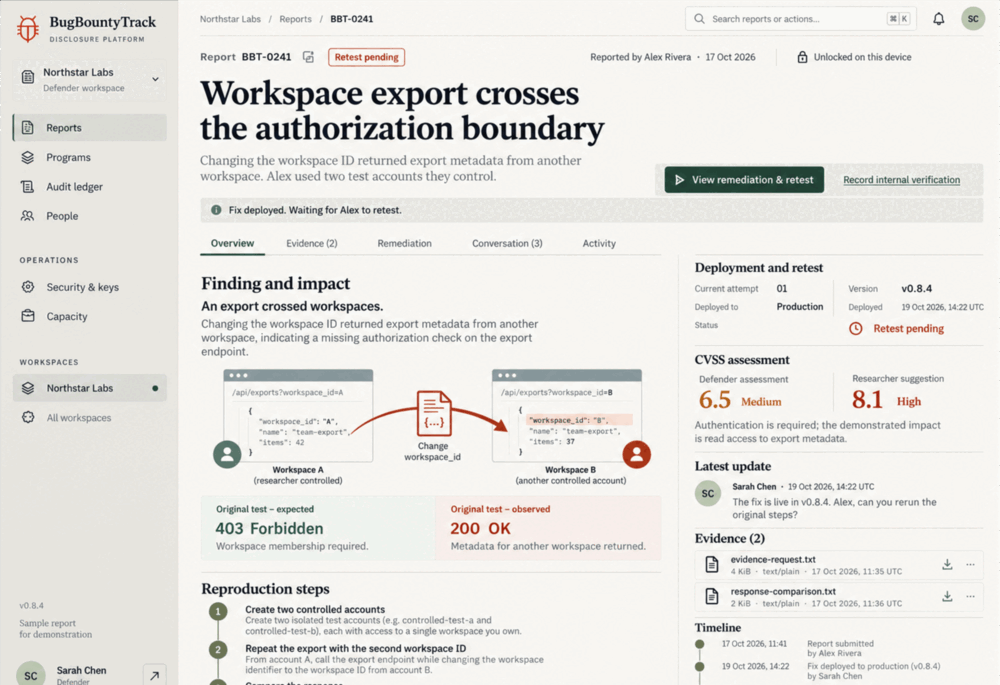 BugBountyTrack
DISCLOSURE PLATFORM
Northstar Labs
Defender workspace
Reports
Programs
Audit ledger
People
OPERATIONS
Security & keys
Capacity
WORKSPACES
Northstar Labs
All workspaces
v0.8.4
Sample report
for demonstration
SC
Sarah Chen
Defender
Northstar Labs / Reports / BBT-0241
Search reports or actions...
⌘ K
SC
Report BBT-0241
Retest pending
Reported by Alex Rivera · 17 Oct 2026
Unlocked on this device
Workspace export crosses
the authorization boundary
Changing the workspace ID returned export metadata from another
workspace. Alex used two test accounts they control.
View remediation & retest
Record internal verification
Fix deployed. Waiting for Alex to retest.
Overview
Evidence (2)
Remediation
Conversation (3)
Activity
Finding and impact
An export crossed workspaces.
Changing the workspace ID returned export metadata from another
workspace, indicating a missing authorization check on the export
endpoint.
/api/exports?workspace_id=A
{
"workspace_id": "A",
"name": "team-export",
"items": 42
}
Workspace A
(researcher controlled)
{...}
Change
workspace_id
/api/exports?workspace_id=B
{
"workspace_id": "B",
"name": "team-export",
"items": 37
}
Workspace B
(another controlled account)
Original test – expected
403 Forbidden
Workspace membership required.
Original test – observed
200 OK
Metadata for another workspace returned.
Reproduction steps
1
Create two controlled accounts
Create two isolated test accounts (e.g. controlled-test-a and
controlled-test-b), each with access to a single workspace you own.
2
Repeat the export with the second workspace ID
From account A, call the export endpoint while changing the workspace
identifier to the workspace ID from account B.
Deployment and retest
Current attempt 01
Version v0.8.4
Deployed to Production
Deployed 19 Oct 2026, 14:22 UTC
Status
Retest pending
CVSS assessment
Defender assessment
6.5 Medium
Researcher suggestion
8.1 High
Authentication is required; the demonstrated impact
is read access to export metadata.
Latest update
SC
Sarah Chen · 19 Oct 2026, 14:22 UTC
The fix is live in v0.8.4. Alex, can you rerun the
original steps?
Evidence (2)
evidence-request.txt
4 KiB · text/plain · 17 Oct 2026, 11:35 UTC
response-comparison.txt
2 KiB · text/plain · 17 Oct 2026, 11:36 UTC
Timeline
17 Oct 2026, 11:41
Report submitted
by Alex Rivera
19 Oct 2026, 14:22
Fix deployed to production (v0.8.4)
by Sarah Chen